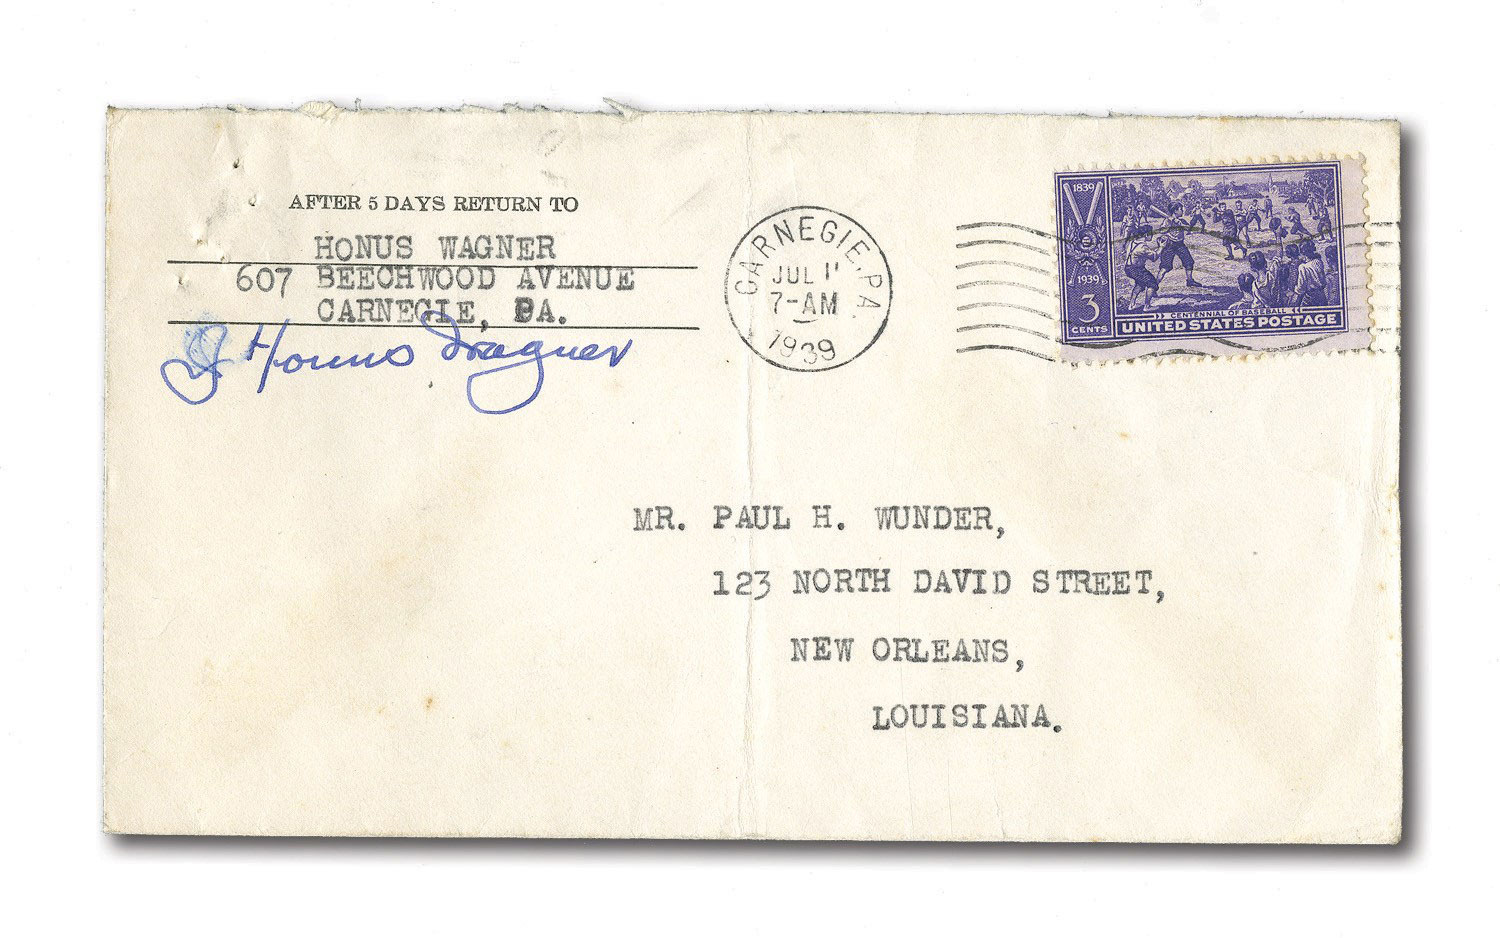 AFTER 5 DAYS RETURN TO
HONUS WAGNER
607 BEECHWOOD AVENUE
CARNEGIE, PA.
J Honus Wagner
CARNEGIE, PA.
JUL 11
7-AM
1939
1839
1939
3
CENTS
CENTENNIAL OF BASEBALL
UNITED STATES POSTAGE
MR. PAUL H. WUNDER,
123 NORTH DAVID STREET,
NEW ORLEANS,
LOUISIANA.